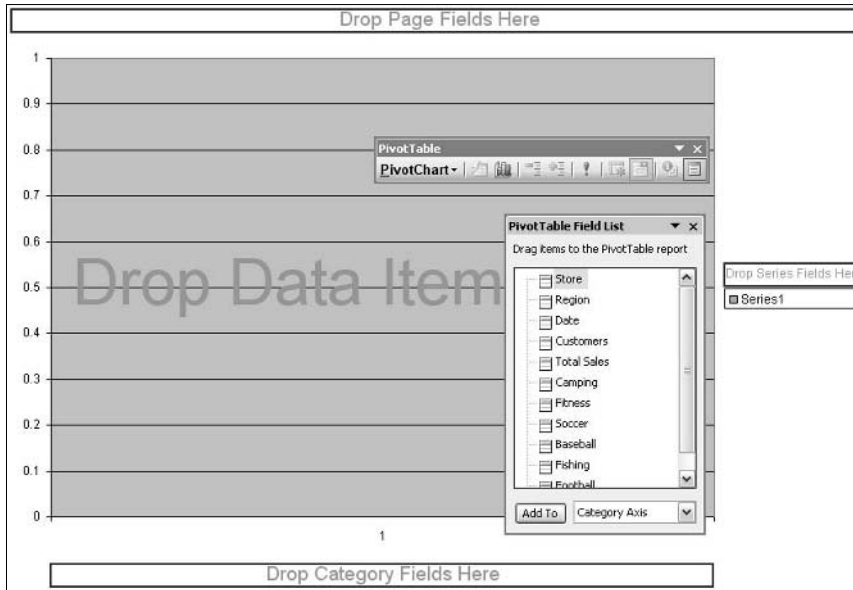 Drop Page Fields Here
1
0.9
0.8
0.7
0.6
0.5
0.4
0.3
0.2
0.1
0
PivotTable
PivotChart
PivotTable Field List
Drag items to the PivotTable report
Store
Region
Date
Customers
Total Sales
Camping
Fitness
Soccer
Baseball
Fishing
Football
Add To
Category Axis
Drop Data Item
Drop Series Fields Her
Series1
1
Drop Category Fields Here